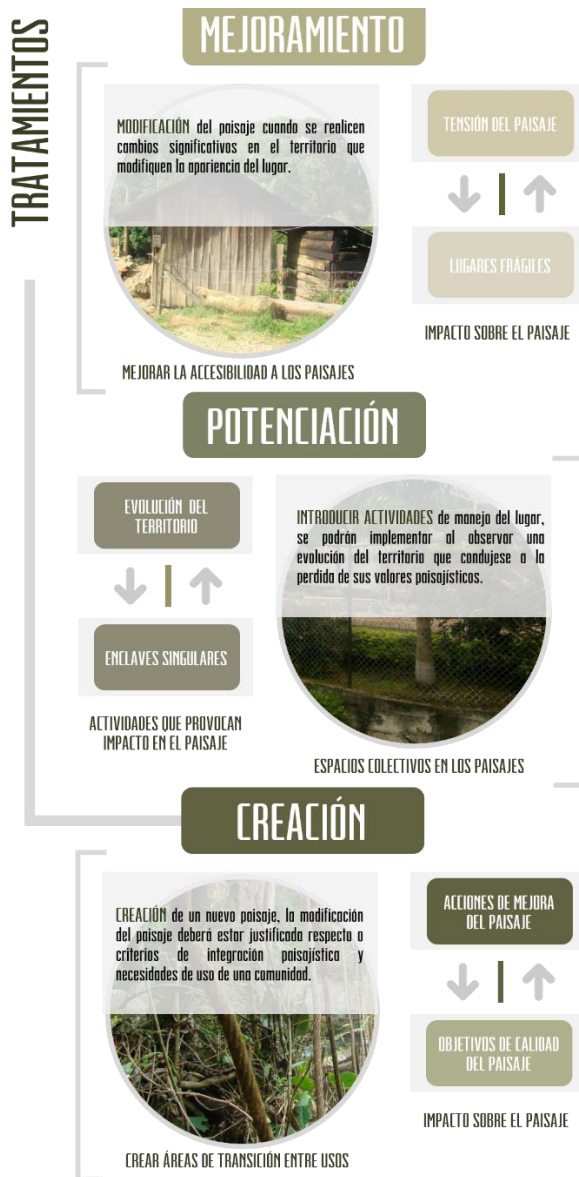 TRATAMIENTOS
MEJORAMIENTO
MODIFICACIÓN del paisaje cuando se realicen
cambios significativos en el territorio que
modifiquen la apariencia del lugar.
MEJORAR LA ACCESIBILIDAD A LOS PAISAJES
TENSIÓN DEL PAISAJE
LUGARES FRÁGILES
IMPACTO SOBRE EL PAISAJE
POTENCIACIÓN
EVOLUCIÓN DEL
TERRITORIO
ENCLAVES SINGULARES
ACTIVIDADES QUE PROVOCAN
IMPACTO EN EL PAISAJE
INTRODUCIR ACTIVIDADES de manejo del lugar,
se podrán implementar al observar una
evolución del territorio que condujese a la
perdida de sus valores paisajísticos.
ESPACIOS COLECTIVOS EN LOS PAISAJES
CREACIÓN
CREACIÓN de un nuevo paisaje, la modificación
del paisaje deberá estar justificada respecto a
criterios de integración paisajística y
necesidades de uso de una comunidad.
CREAR ÁREAS DE TRANSICIÓN ENTRE USOS
ACCIONES DE MEJORA
DEL PAISAJE
OBJETIVOS DE CALIDAD
DEL PAISAJE
IMPACTO SOBRE EL PAISAJE